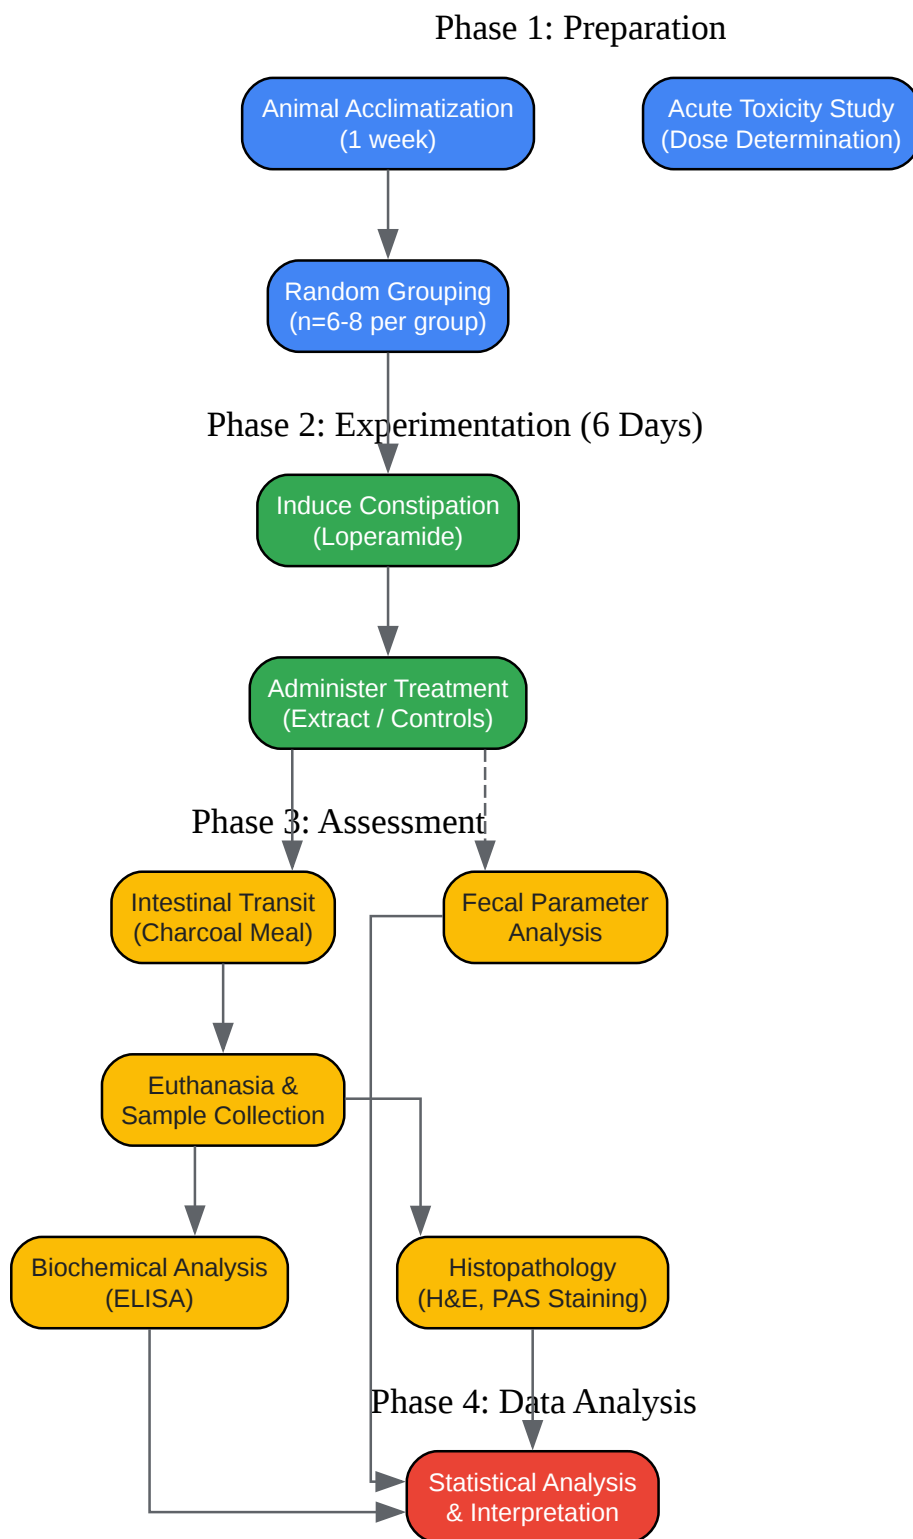 Phase 1: Preparation
Animal Acclimatization
(1 week)
Acute Toxicity Study
(Dose Determination)
Random Grouping
(n=6-8 per group)
Phase 2: Experimentation (6 Days)
Induce Constipation
(Loperamide)
Administer Treatment
(Extract / Controls)
Phase 3: Assessment
Intestinal Transit
(Charcoal Meal)
Fecal Parameter
Analysis
Euthanasia &
Sample Collection
Biochemical Analysis
(ELISA)
Histopathology
(H&E, PAS Staining)
Phase 4: Data Analysis
Statistical Analysis
& Interpretation